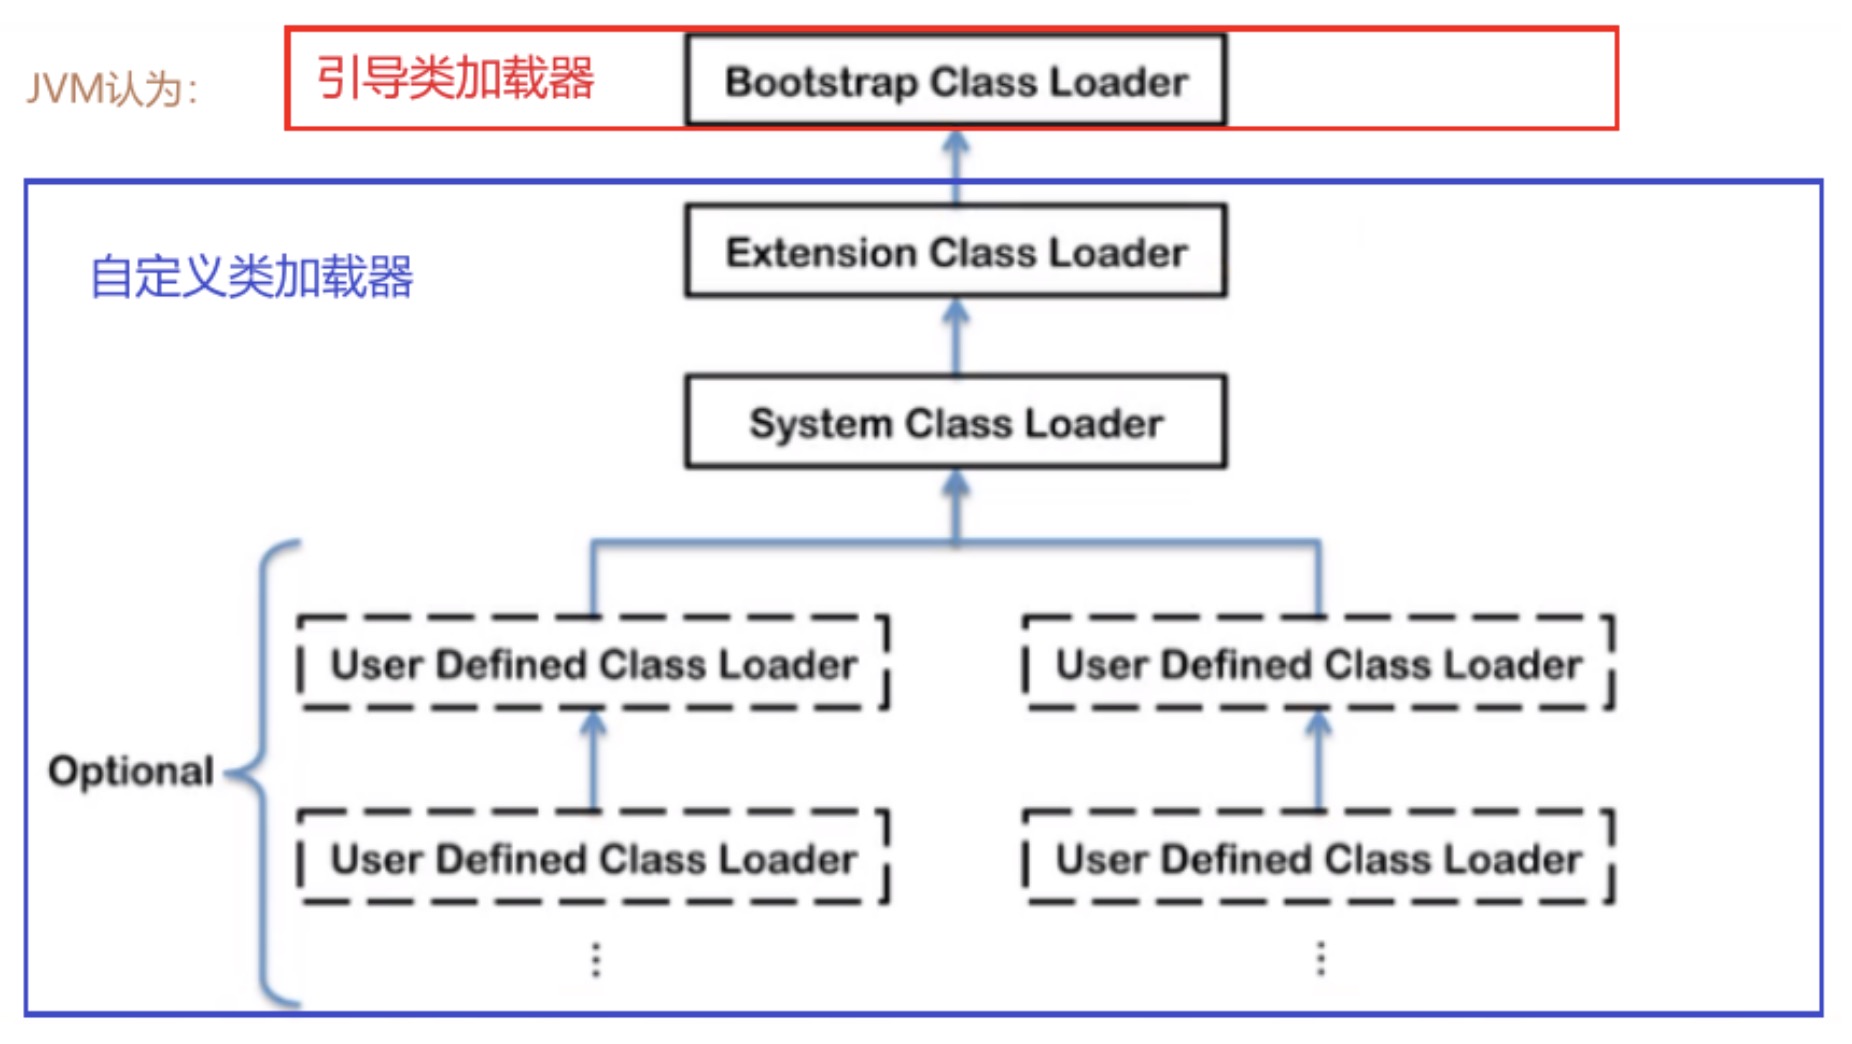 JVM认为：
引导类加载器
Bootstrap Class Loader
自定义类加载器
Extension Class Loader
System Class Loader
User Defined Class Loader
User Defined Class Loader
Optional
User Defined Class Loader
User Defined Class Loader
⋮
⋮